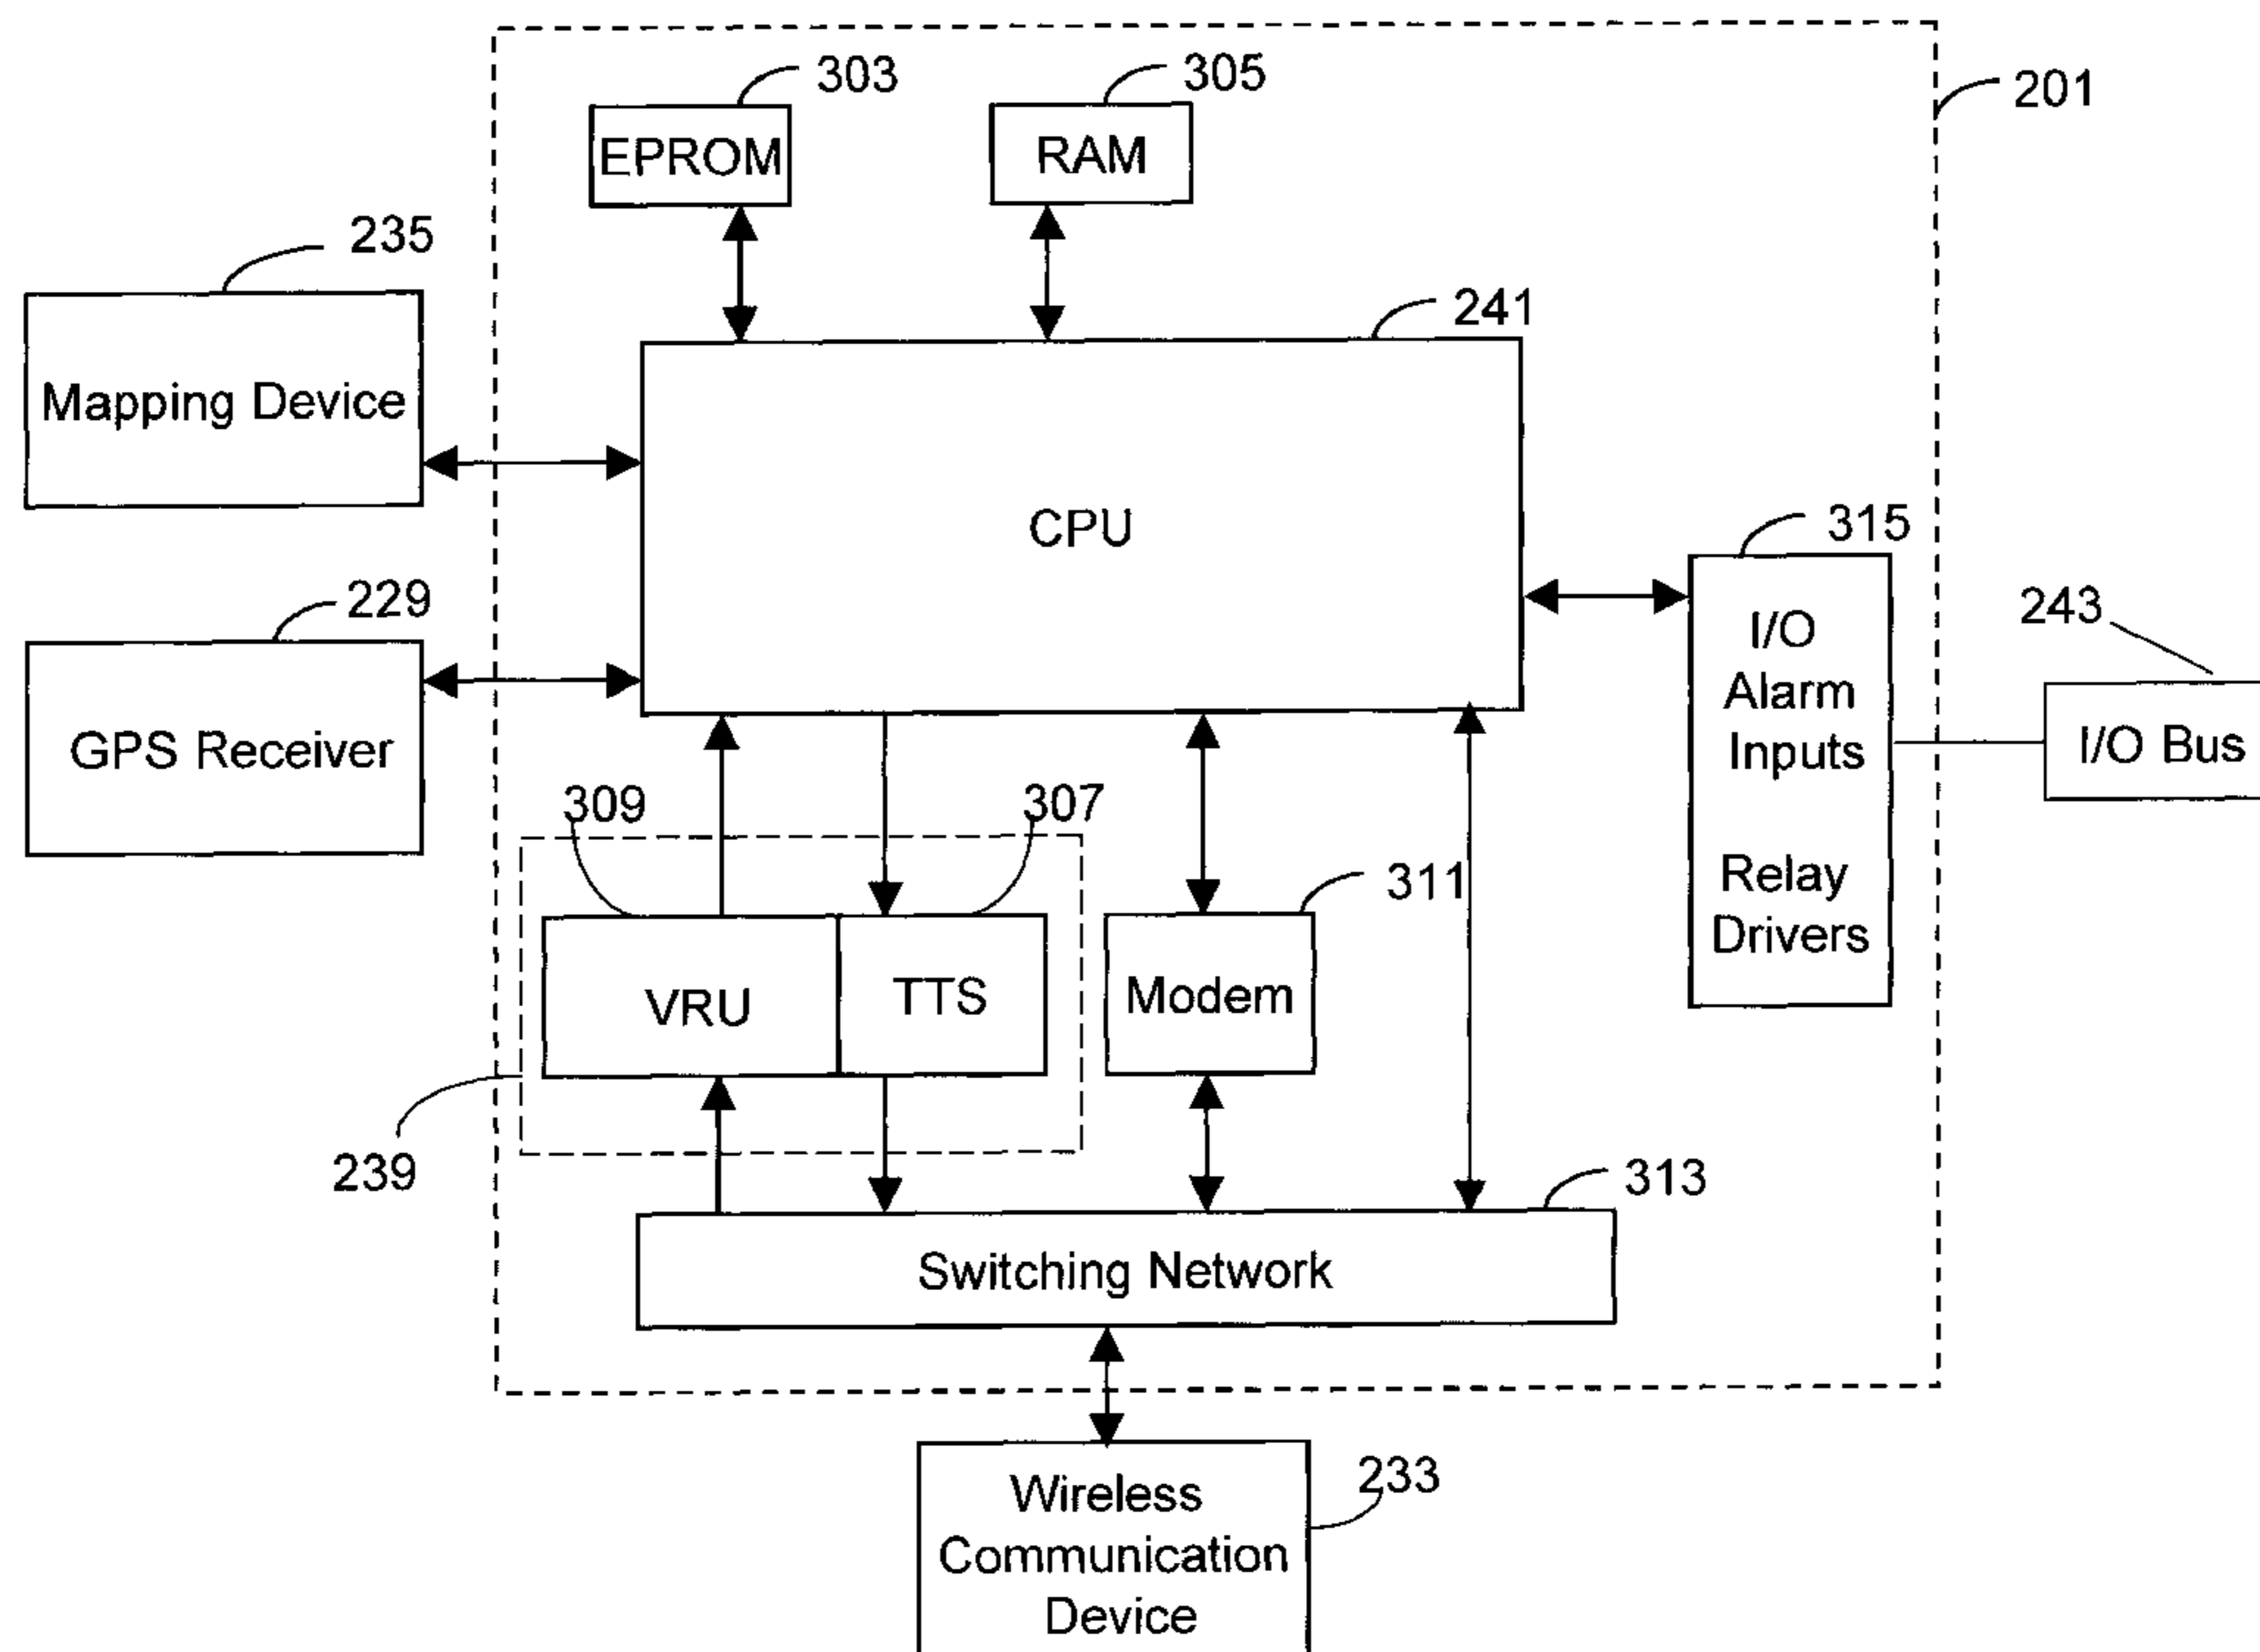 303
305
201
EPROM
RAM
235
241
Mapping Device
CPU
315
229
243
I/O
Alarm
Inputs
Relay
Drivers
GPS Receiver
I/O Bus
309
307
311
VRU
TTS
Modem
239
313
Switching Network
233
Wireless
Communication
Device